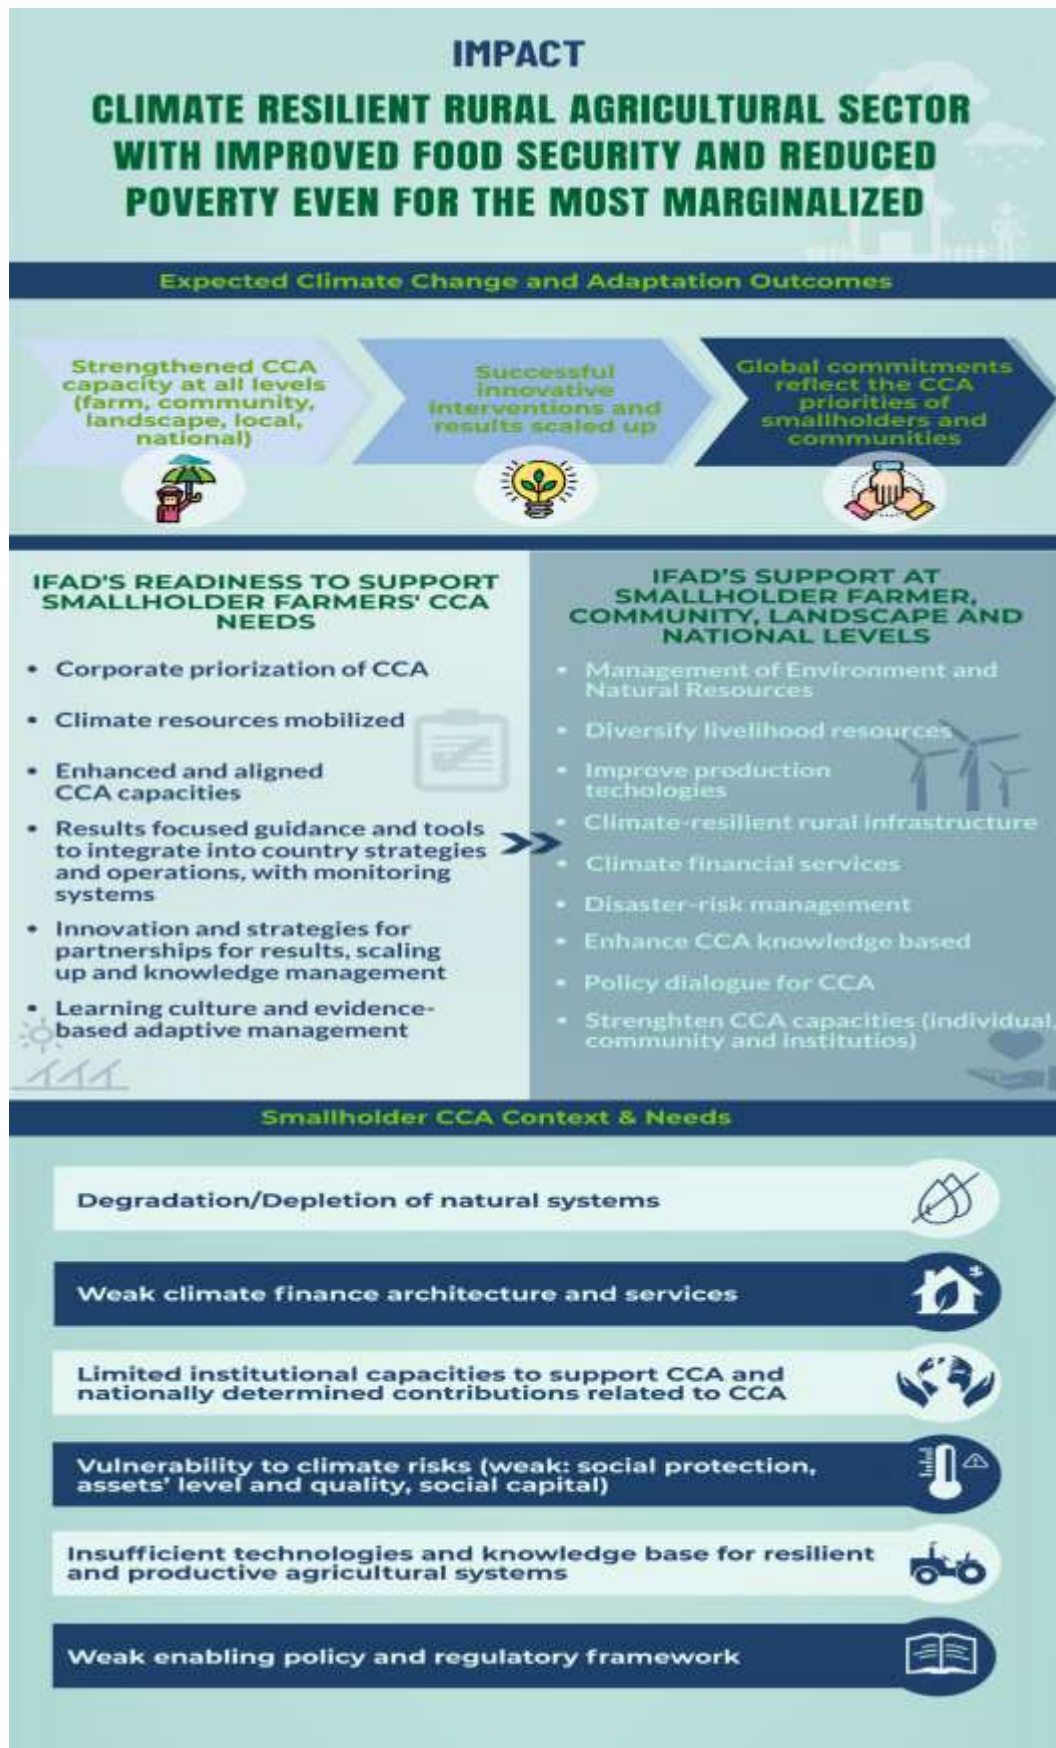 IMPACT
CLIMATE RESILIENT RURAL AGRICULTURAL SECTOR
WITH IMPROVED FOOD SECURITY AND REDUCED
POVERTY EVEN FOR THE MOST MARGINALIZED
Expected Climate Change and Adaptation Outcomes
Strengthened CCA
capacity at all levels
(farm, community,
landscape, local,
national)
Successful
innovative
interventions and
results scaled up
Global commitments
reflect the CCA
priorities of
smallholders and
communities
IFAD'S READINESS TO SUPPORT
SMALLHOLDER FARMERS' CCA
NEEDS
• Corporate priorization of CCA
• Climate resources mobilized
• Enhanced and aligned
CCA capacities
• Results focused guidance and tools
to integrate into country strategies
and operations, with monitoring
systems
• Innovation and strategies for
partnerships for results, scaling
up and knowledge management
• Learning culture and evidence-
based adaptive management
IFAD'S SUPPORT AT
SMALLHOLDER FARMER,
COMMUNITY, LANDSCAPE AND
NATIONAL LEVELS
• Management of Environment and
Natural Resources
• Diversify livelihood resources
• Improve production
techologies
• Climate-resilient rural infrastructure
• Climate financial services
• Disaster-risk management
• Enhance CCA knowledge based
• Policy dialogue for CCA
• Strenghten CCA capacities (individual,
community and institutios)
Smallholder CCA Context & Needs
Degradation/Depletion of natural systems
Weak climate finance architecture and services
Limited institutional capacities to support CCA and
nationally determined contributions related to CCA
Vulnerability to climate risks (weak: social protection,
assets' level and quality, social capital)
Insufficient technologies and knowledge base for resilient
and productive agricultural systems
Weak enabling policy and regulatory framework